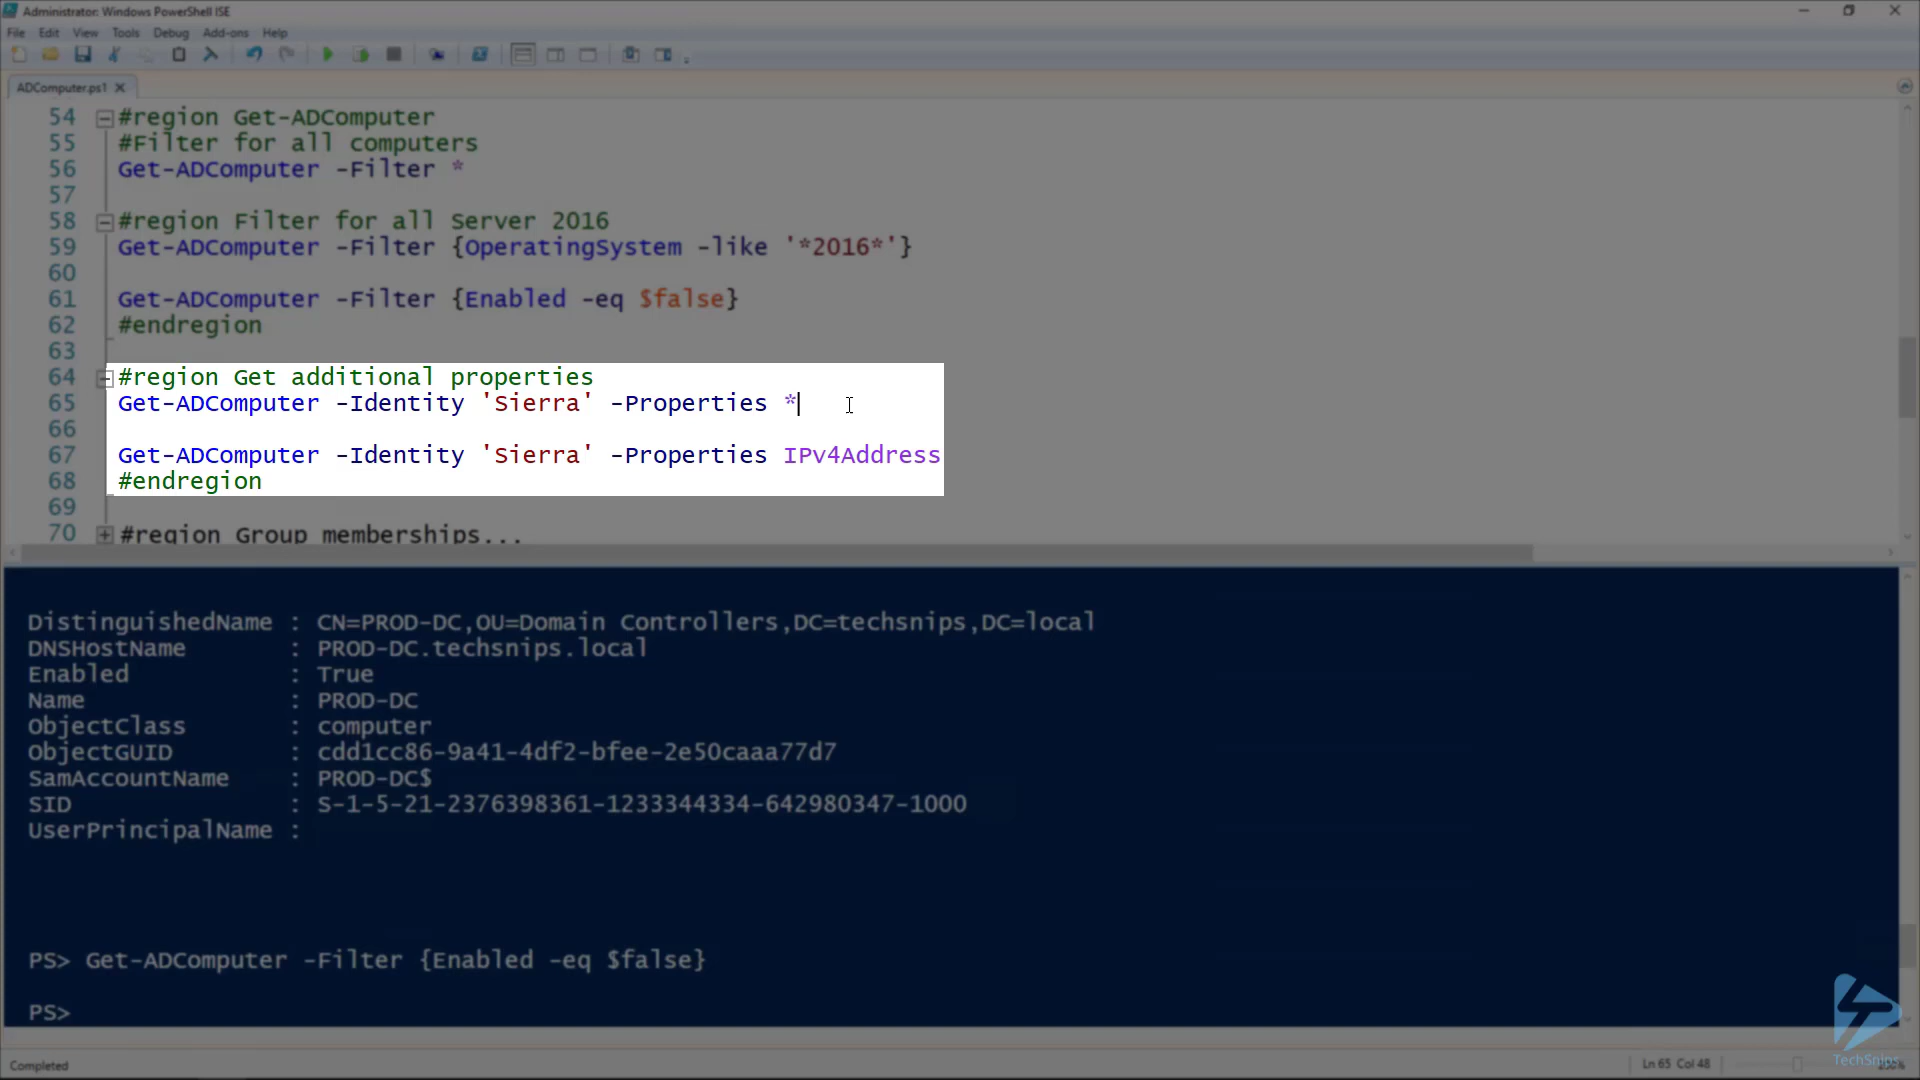 Administrator: Windows PowerShell ISE
File Edit View Tools Debug Add-ons Help
ADComputer.ps1
54 #region Get-ADComputer
55 #Filter for all computers
56 Get-ADComputer -Filter *
57
58 #region Filter for all Server 2016
59 Get-ADComputer -Filter {OperatingSystem -like '*2016*'}
60
61 Get-ADComputer -Filter {Enabled -eq $false}
62 #endregion
63
64 #region Get additional properties
65 Get-ADComputer -Identity 'Sierra' -Properties *
66
67 Get-ADComputer -Identity 'Sierra' -Properties IPv4Address
68 #endregion
69
70 #region Group memberships...
DistinguishedName : CN=PROD-DC,OU=Domain Controllers,DC=techsnips,DC=local
DNSHostName : PROD-DC.techsnips.local
Enabled : True
Name : PROD-DC
ObjectClass : computer
ObjectGUID : cdd1cc86-9a41-4df2-bfee-2e50caaa77d7
SamAccountName : PROD-DC$
SID : S-1-5-21-2376398361-1233344334-642980347-1000
UserPrincipalName :
PS> Get-ADComputer -Filter {Enabled -eq $false}
PS>
Completed
Ln 65 Col 48
TechSnips